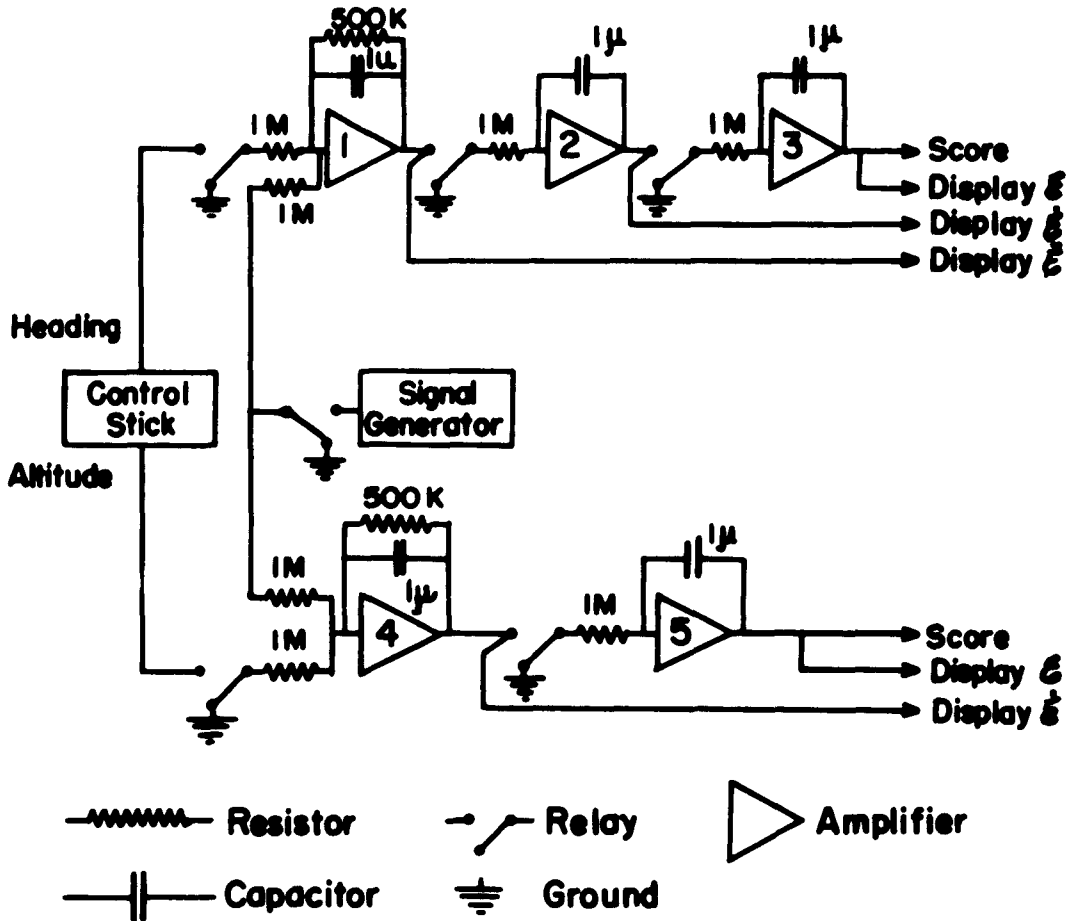 500K
1μ
1μ
1μ
1M
1
1M
2
1M
3
Score
1M
Display ε
Display ε̇
Display ε̈
Heading
Control
Stick
Signal
Generator
Altitude
500K
1M
1μ
1μ
1M
4
1M
5
Score
Display ε
Display ε̇
Resistor
Relay
Amplifier
Capacitor
Ground